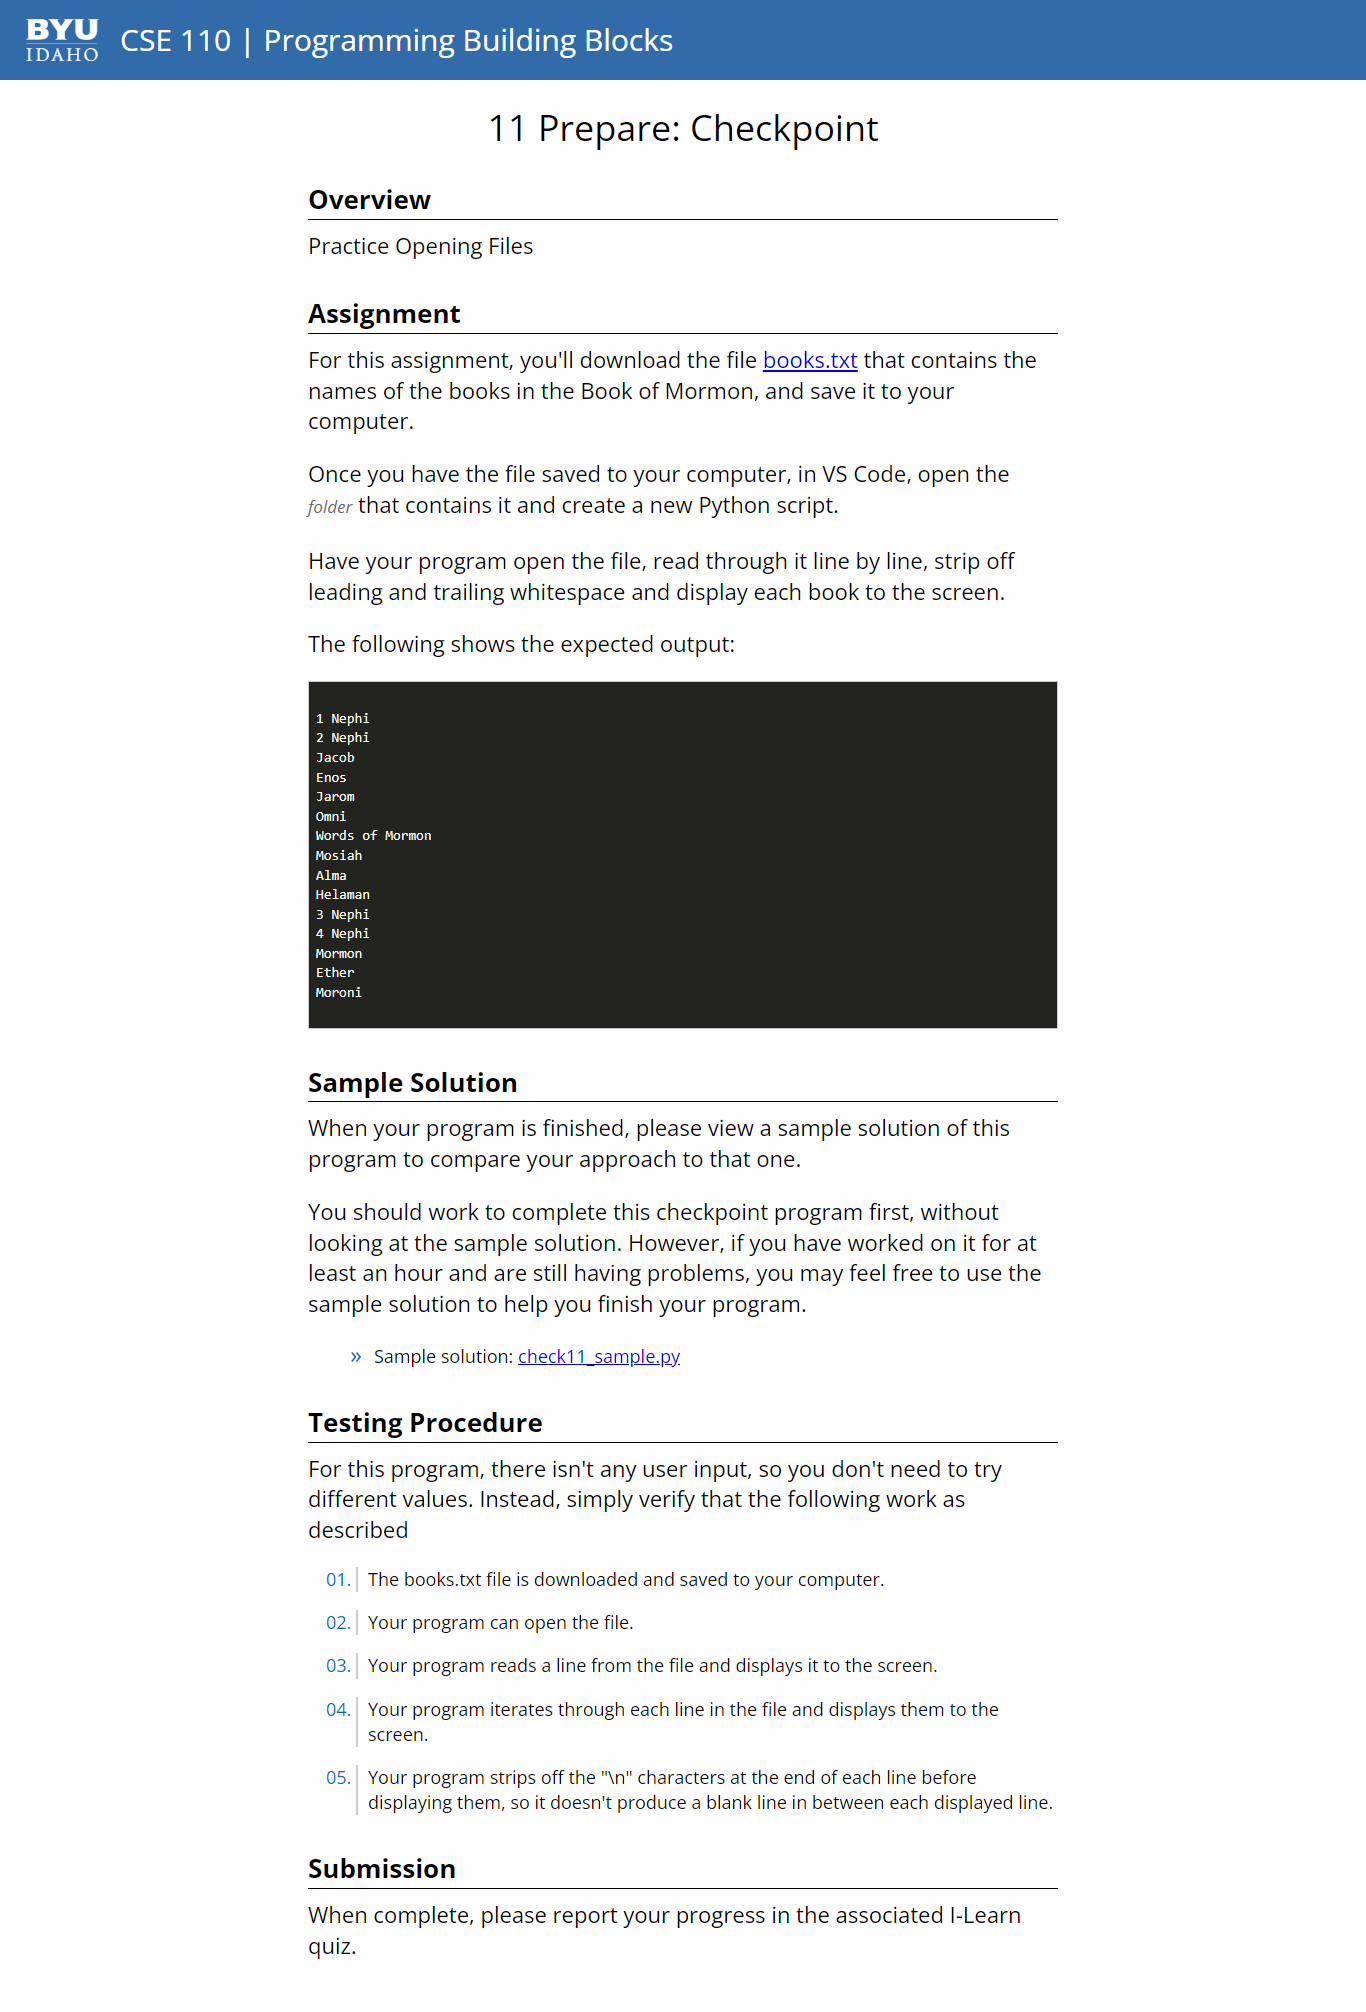 BYU
IDAHO
CSE 110 | Programming Building Blocks
11 Prepare: Checkpoint
Overview
Practice Opening Files
Assignment
For this assignment, you'll download the file books.txt that contains the
names of the books in the Book of Mormon, and save it to your
computer.
Once you have the file saved to your computer, in VS Code, open the
folder that contains it and create a new Python script.
Have your program open the file, read through it line by line, strip off
leading and trailing whitespace and display each book to the screen.
The following shows the expected output:
1 Nephi
2 Nephi
Jacob
Enos
Jarom
Omni
Words of Mormon
Mosiah
Alma
Helaman
3 Nephi
4 Nephi
Mormon
Ether
Moroni
Sample Solution
When your program is finished, please view a sample solution of this
program to compare your approach to that one.
You should work to complete this checkpoint program first, without
looking at the sample solution. However, if you have worked on it for at
least an hour and are still having problems, you may feel free to use the
sample solution to help you finish your program.
» Sample solution: check11_sample.py
Testing Procedure
For this program, there isn't any user input, so you don't need to try
different values. Instead, simply verify that the following work as
described
01. The books.txt file is downloaded and saved to your computer.
02. Your program can open the file.
03. Your program reads a line from the file and displays it to the screen.
04. Your program iterates through each line in the file and displays them to the
screen.
05. Your program strips off the "\n" characters at the end of each line before
displaying them, so it doesn't produce a blank line in between each displayed line.
Submission
When complete, please report your progress in the associated I-Learn
quiz.